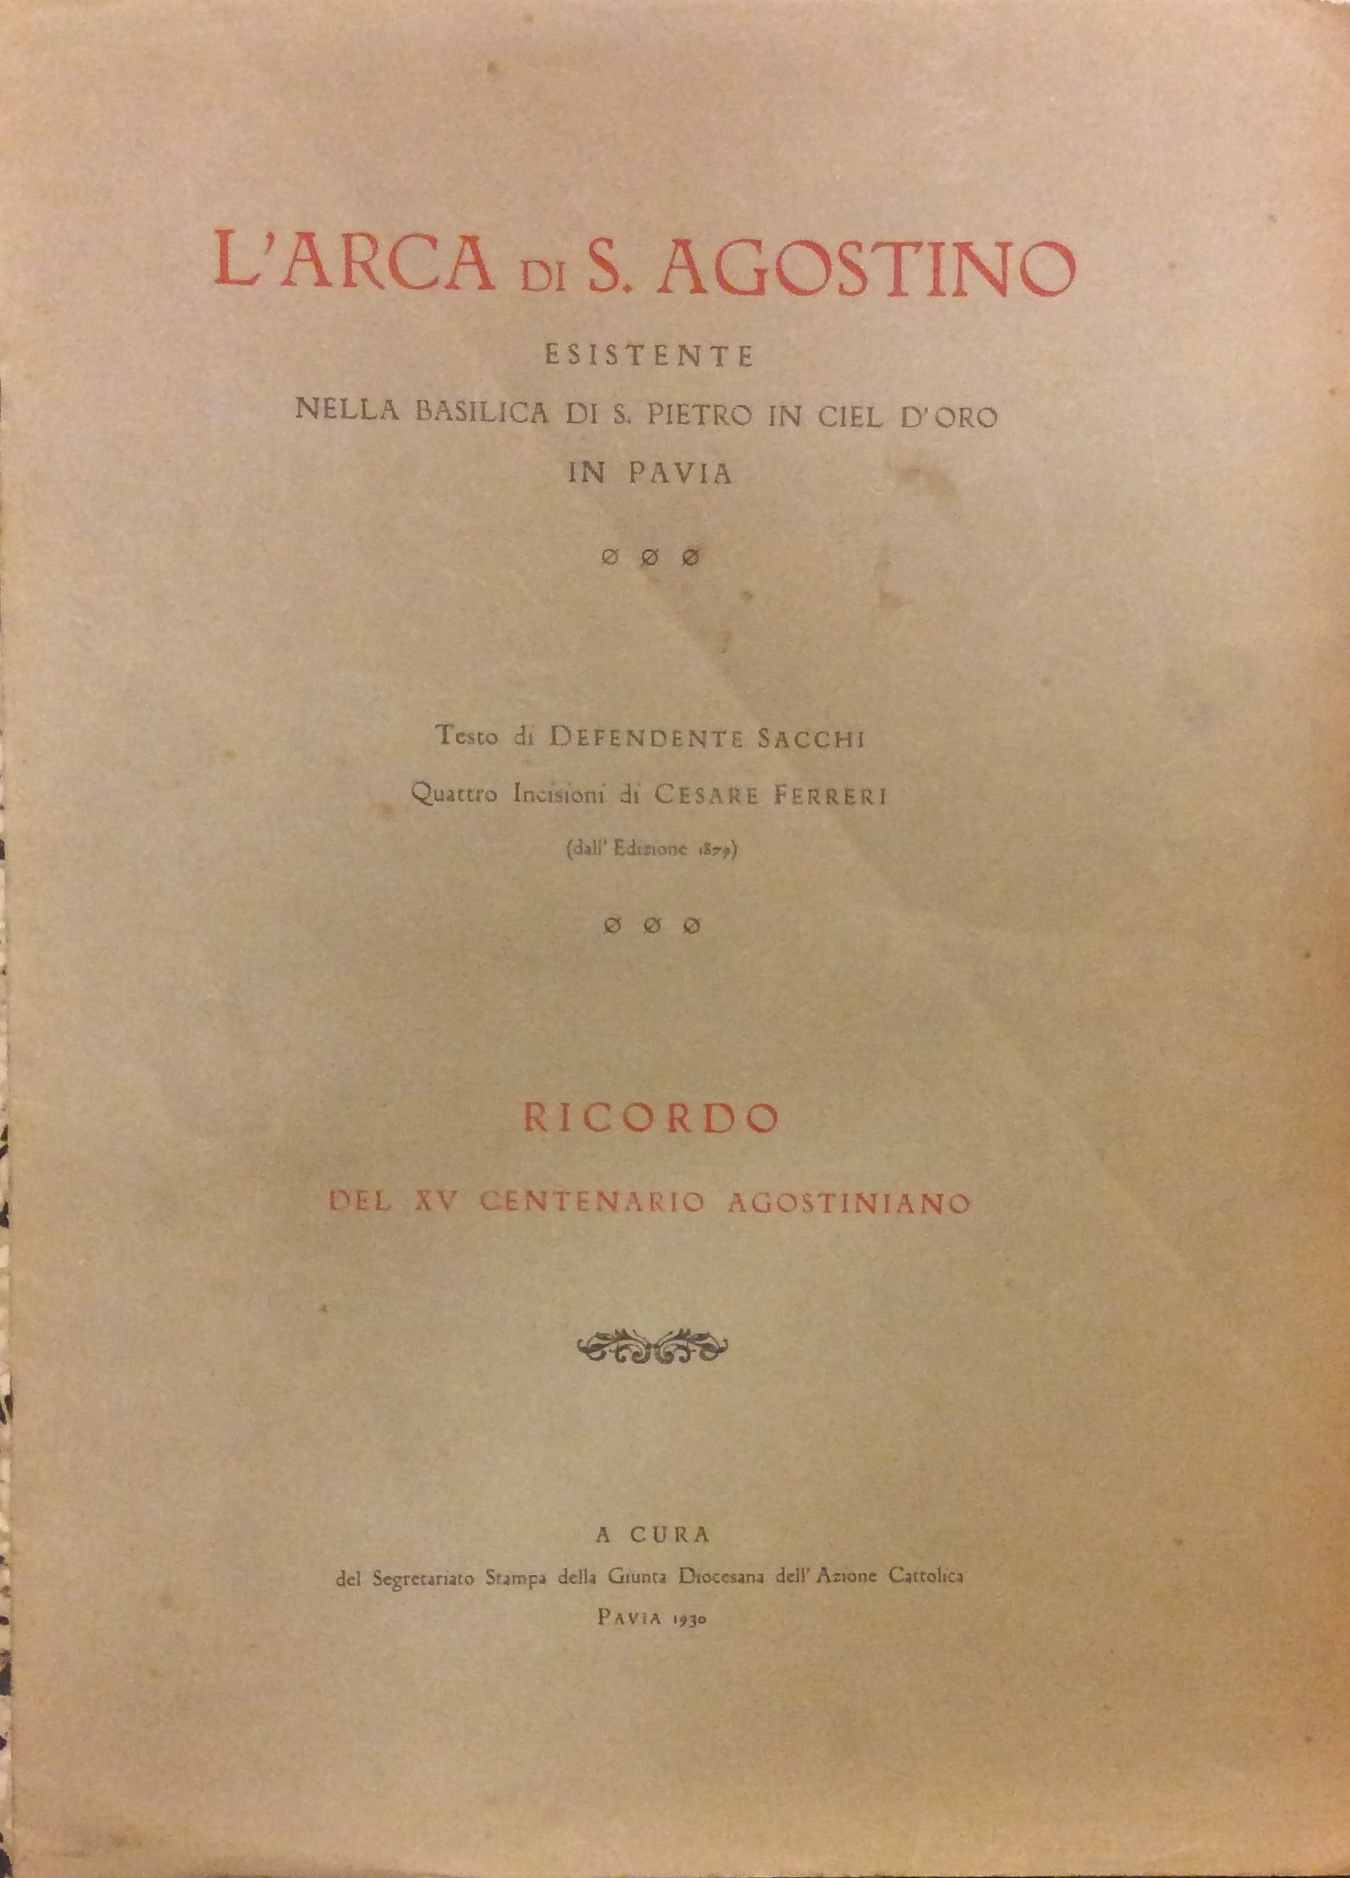 L'ARCA DI S. AGOSTINO
ESISTENTE
NELLA BASILICA DI S. PIETRO IN CIEL D'ORO
IN PAVIA
Testo di DEFENDENTE SACCHI
Quattro Incisioni di CESARE FERRERI
(dall' Edizione 1879)
RICORDO
DEL XV CENTENARIO AGOSTINIANO
A CURA
del Segretariato Stampa della Giunta Diocesana dell' Azione Cattolica
PAVIA 1930